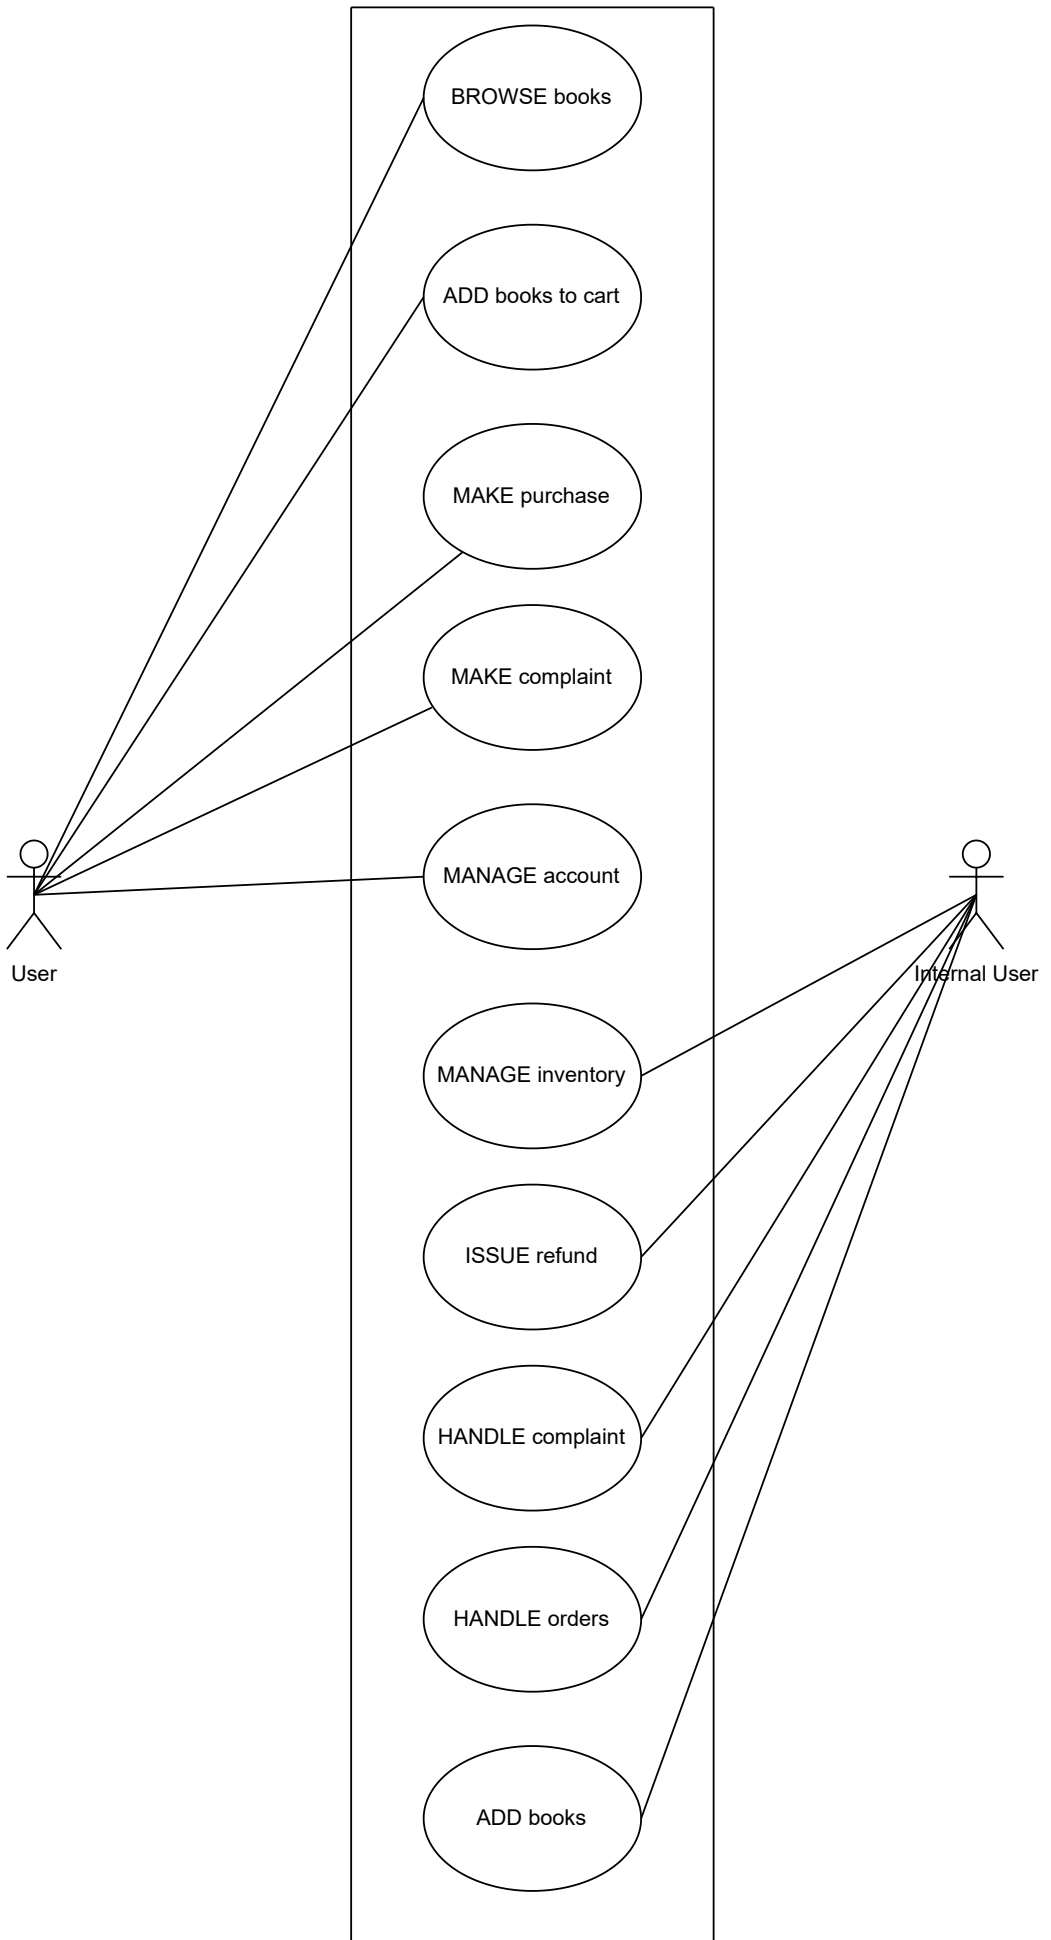 BROWSE books
ADD books to cart
MAKE purchase
MAKE complaint
MANAGE account
User
Internal User
MANAGE inventory
ISSUE refund
HANDLE complaint
HANDLE orders
ADD books